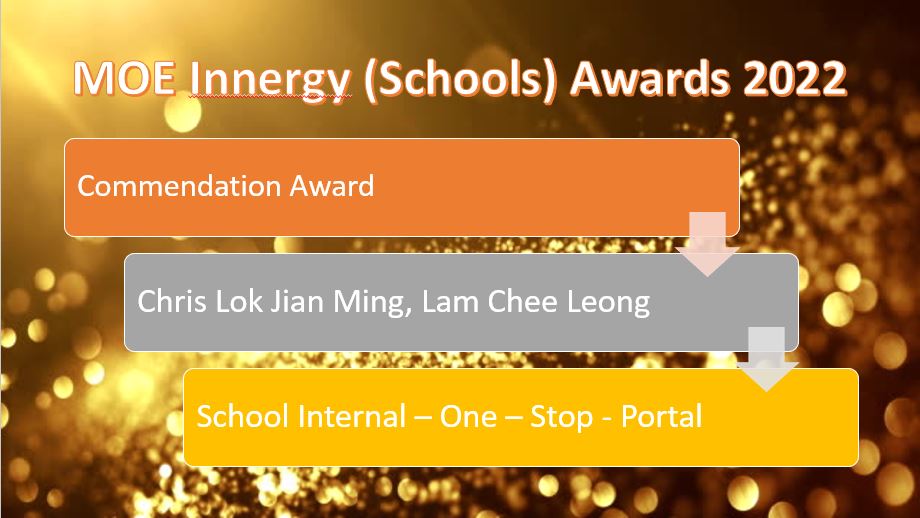 MOE Innergy (Schools) Awards 2022
Commendation Award
Chris Lok Jian Ming, Lam Chee Leong
School Internal – One – Stop - Portal